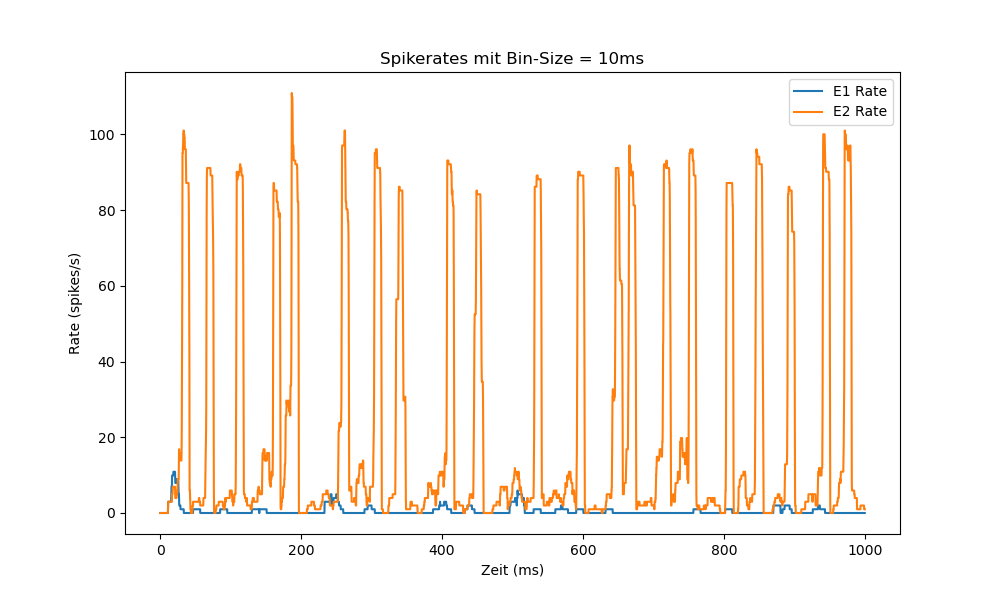 Spikerates mit Bin-Size = 10ms
E1 Rate
E2 Rate
100
80
60
40
20
0
Rate (spikes/s)
0 200 400 600 800 1000
Zeit (ms)